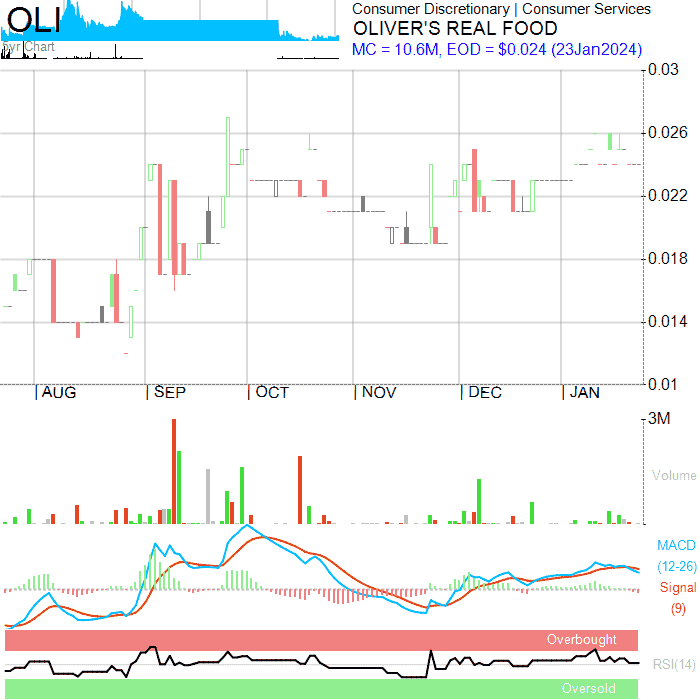 OLI
5yr Chart
Consumer Discretionary | Consumer Services
OLIVER'S REAL FOOD
MC = 10.6M, EOD = $0.024 (23Jan2024)
0.03
0.026
0.022
0.018
0.014
0.01
AUG
SEP
OCT
NOV
DEC
JAN
3M
Volume
MACD
(12-26)
Signal
(9)
Overbought
RSI(14)
Oversold